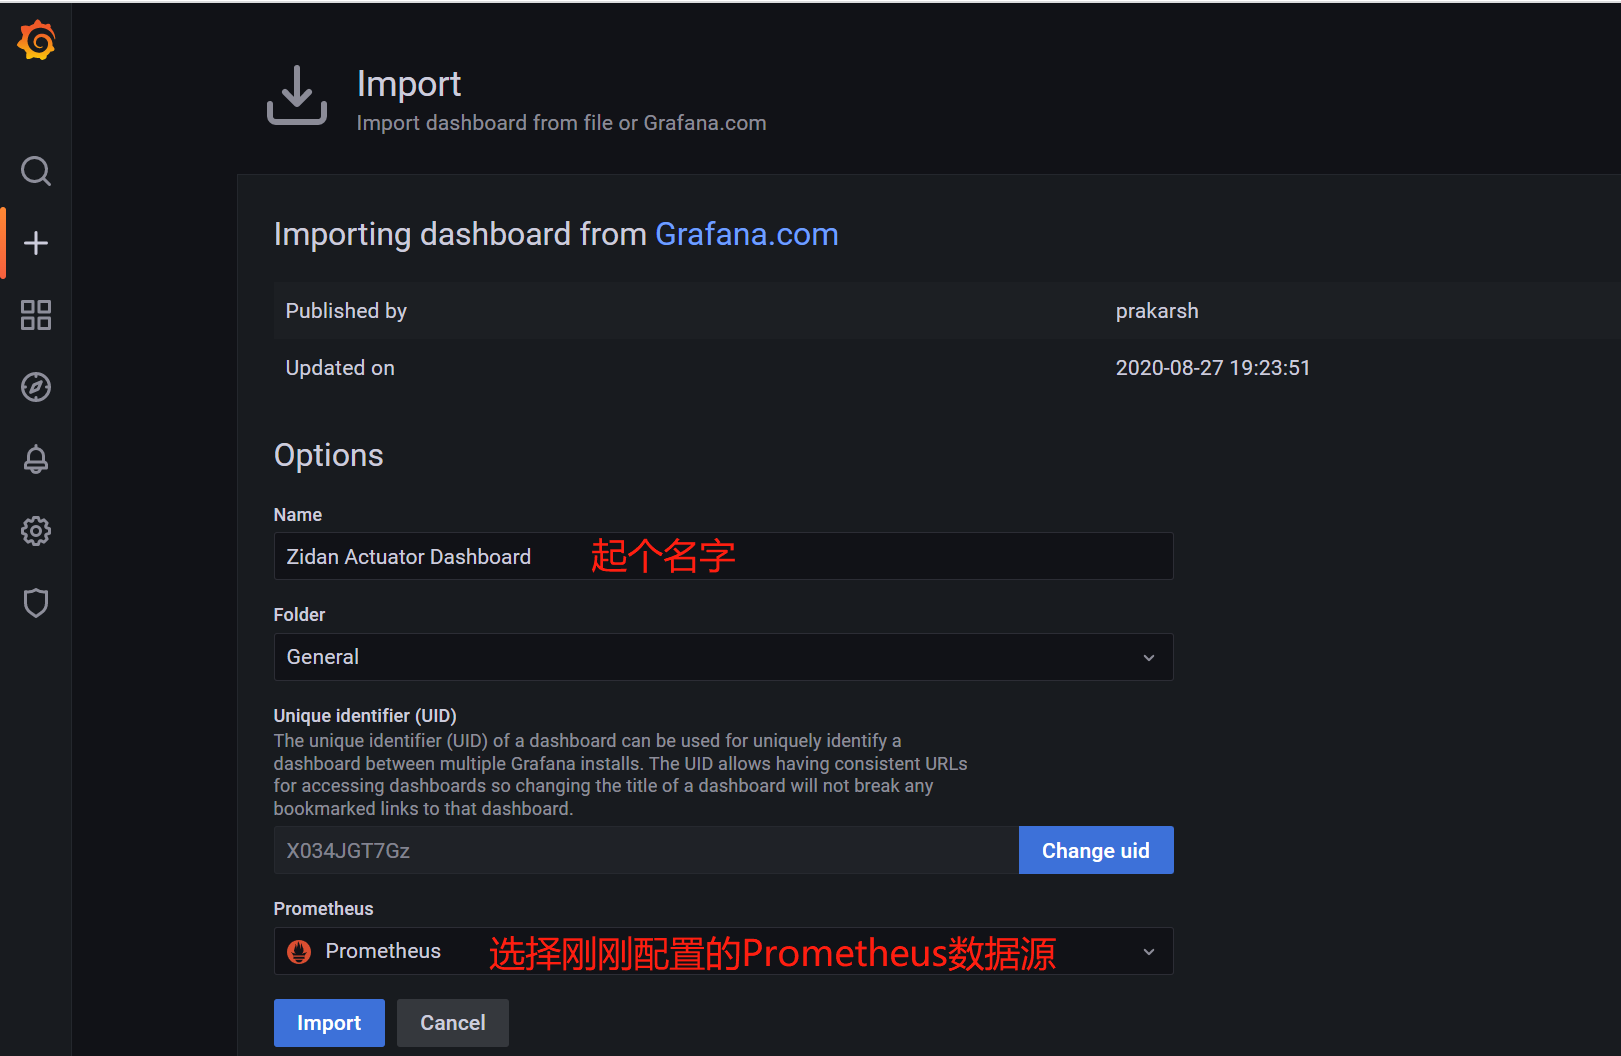 Import
Import dashboard from file or Grafana.com
Importing dashboard from Grafana.com
Published by prakarsh
Updated on 2020-08-27 19:23:51
Options
Name
Zidan Actuator Dashboard 起个名字
Folder
General
Unique identifier (UID)
The unique identifier (UID) of a dashboard can be used for uniquely identify a
dashboard between multiple Grafana installs. The UID allows having consistent URLs
for accessing dashboards so changing the title of a dashboard will not break any
bookmarked links to that dashboard.
X034JGT7Gz Change uid
Prometheus
Prometheus 选择刚刚配置的Prometheus数据源
Import Cancel